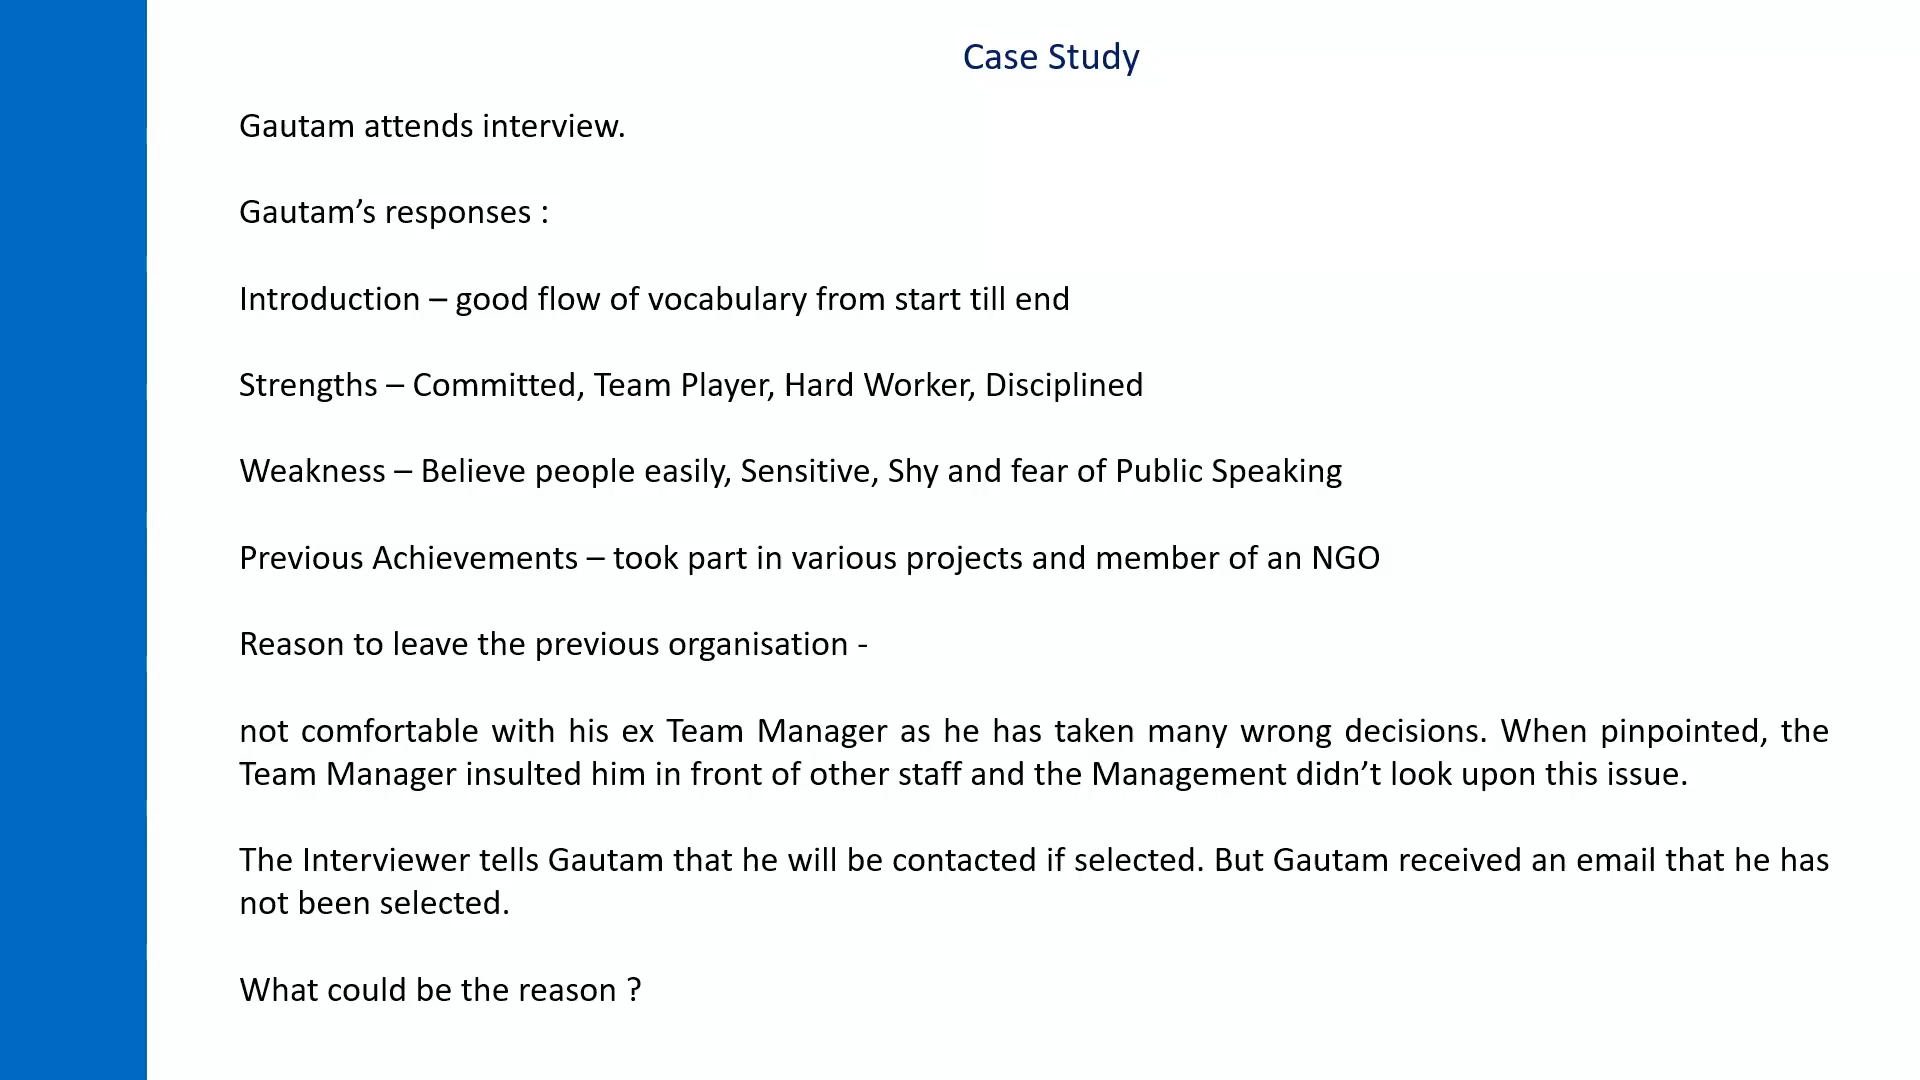 Case Study
Gautam attends interview.
Gautam’s responses :
Introduction – good flow of vocabulary from start till end
Strengths – Committed, Team Player, Hard Worker, Disciplined
Weakness – Believe people easily, Sensitive, Shy and fear of Public Speaking
Previous Achievements – took part in various projects and member of an NGO
Reason to leave the previous organisation -
not comfortable with his ex Team Manager as he has taken many wrong decisions. When pinpointed, the
Team Manager insulted him in front of other staff and the Management didn’t look upon this issue.
The Interviewer tells Gautam that he will be contacted if selected. But Gautam received an email that he has
not been selected.
What could be the reason ?